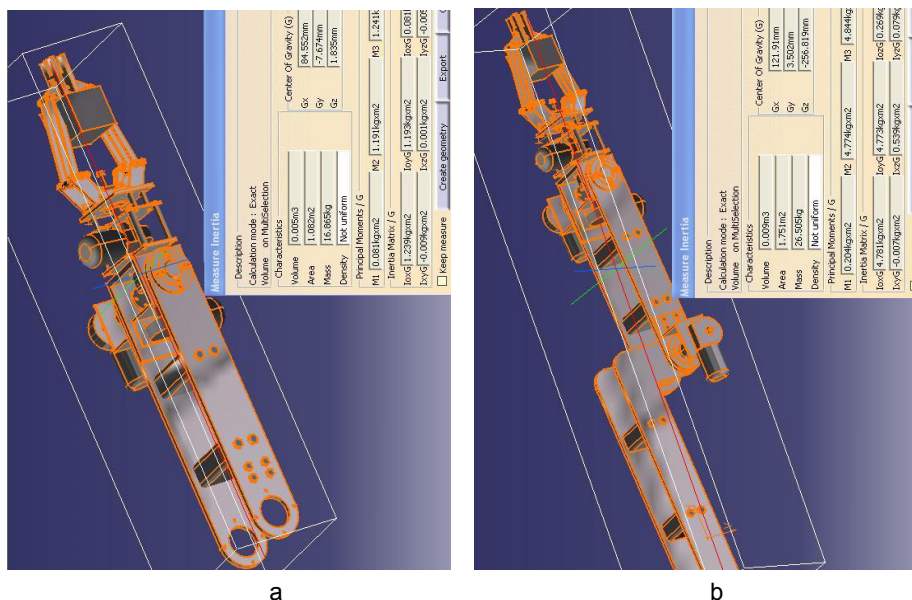 Measure Inertia
Description
Calculation mode : Exact
Volume on MultiSelection
Characteristics
Volume 0.005m3
Area 1.082m2
Mass 16.865kg
Density Not uniform
Center Of Gravity (G)
Gx 84.552mm
Gy -7.674mm
Gz 1.835mm
Principal Moments / G
M1 0.081kgxm2 M2 1.191kgxm2 M3 1.241k
Inertia Matrix / G
IoxG 1.239kgxm2 IoyG 1.193kgxm2 IozG 0.081l
IxyG -0.009kgxm2 IxzG 0.001kgxm2 IyzG -0.005
Keep measure Create geometry Export
a
Measure Inertia
Description
Calculation mode : Exact
Volume on MultiSelection
Characteristics
Volume 0.009m3
Area 1.751m2
Mass 26.505kg
Density Not uniform
Center Of Gravity (G)
Gx 121.91mm
Gy 3.502mm
Gz -256.819mm
Principal Moments / G
M1 0.204kgxm2 M2 4.774kgxm2 M3 4.844k
Inertia Matrix / G
IoxG 4.781kgxm2 IoyG 4.773kgxm2 IozG 0.269k
IxyG -0.007kgxm2 IxzG 0.539kgxm2 IyzG 0.079k
b